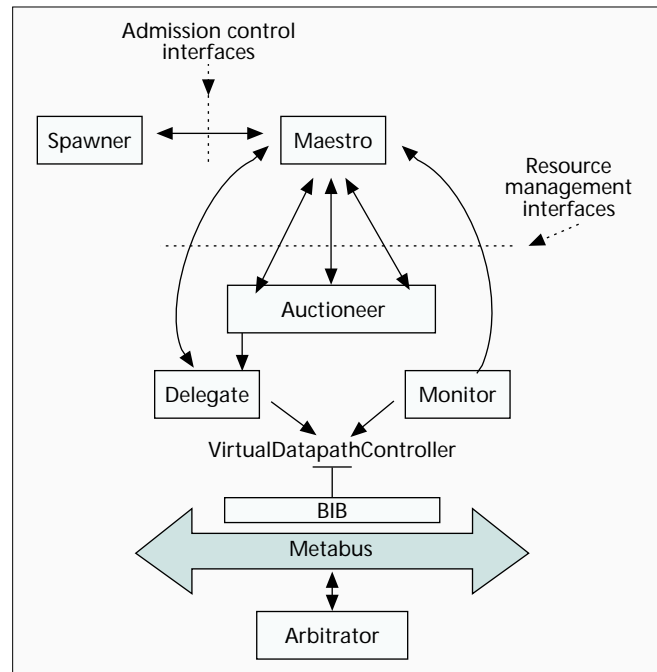 Admission control
interfaces
Spawner
Maestro
Resource
management
interfaces
Auctioneer
Delegate
Monitor
VirtualDatapathController
BIB
Metabus
Arbitrator